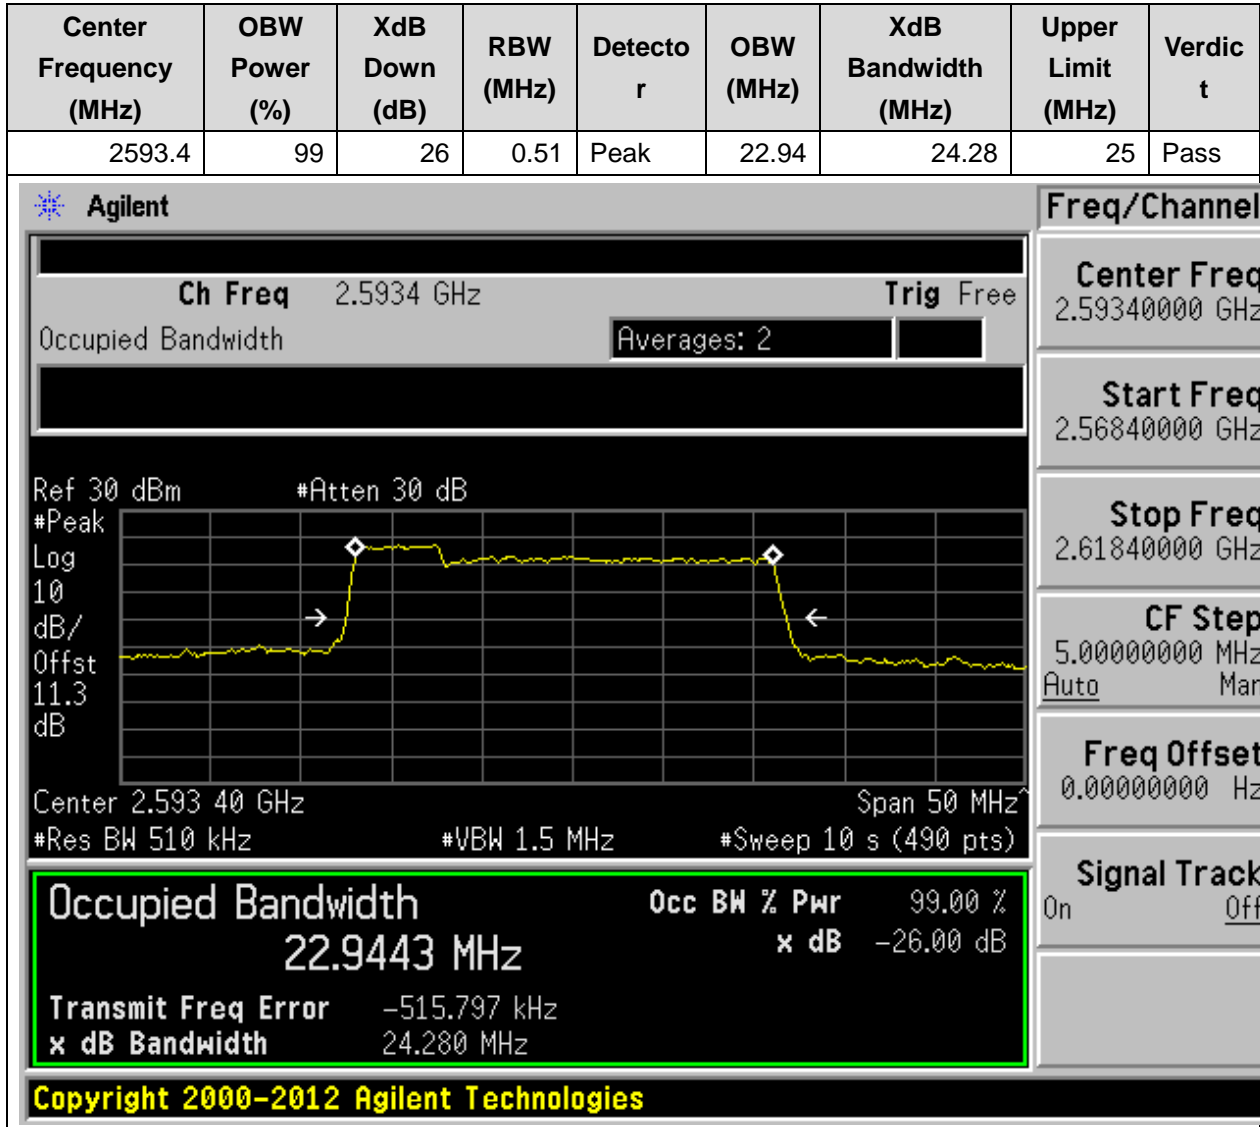 Center Frequency (MHz) OBW Power (%) XdB Down (dB) RBW (MHz) Detector OBW (MHz) XdB Bandwidth (MHz) Upper Limit (MHz) Verdict
2593.4 99 26 0.51 Peak 22.94 24.28 25 Pass
Agilent
Freq/Channel
Ch Freq 2.5934 GHz Trig Free
Occupied Bandwidth Averages: 2
Center Freq
2.59340000 GHz
Start Freq
2.56840000 GHz
Stop Freq
2.61840000 GHz
CF Step
5.00000000 MHz
Auto Man
Freq Offset
0.00000000 Hz
Signal Track
On Off
Ref 30 dBm #Atten 30 dB
#Peak
Log
10
dB/
Offst
11.3
dB
Center 2.593 40 GHz Span 50 MHz^
#Res BW 510 kHz #VBW 1.5 MHz #Sweep 10 s (490 pts)
Occupied Bandwidth
22.9443 MHz
Occ BW % Pwr 99.00 %
x dB -26.00 dB
Transmit Freq Error -515.797 kHz
x dB Bandwidth 24.280 MHz
Copyright 2000-2012 Agilent Technologies